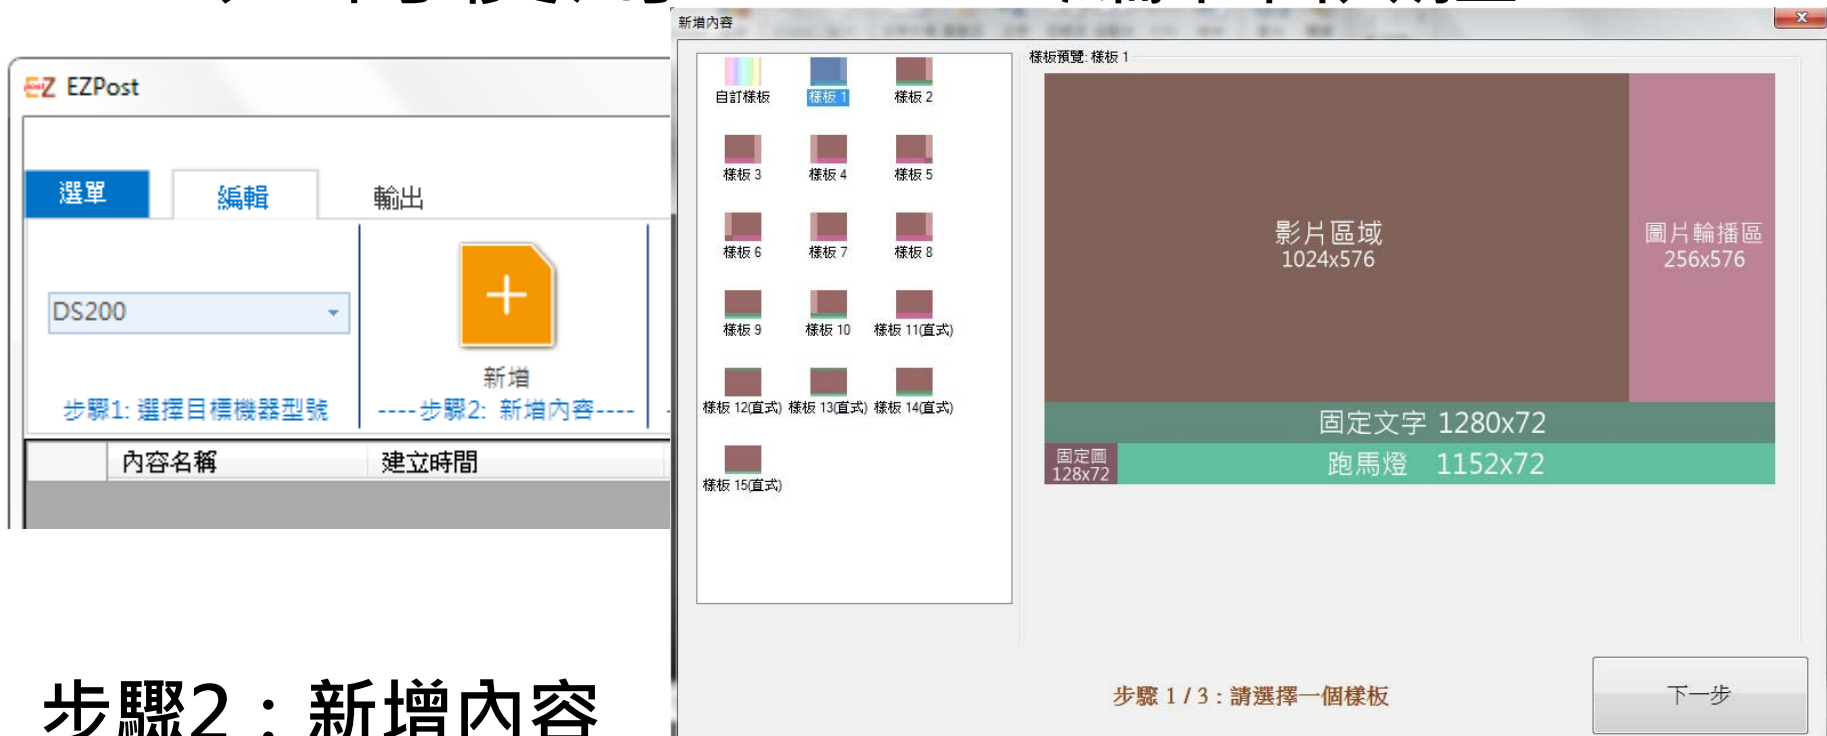 EZ EZPost
選單
編輯
輸出
DS200
新增
步驟1: 選擇目標機器型號
----步驟2: 新增內容----
內容名稱
建立時間
步驟2：新增內容
新增內容
x
自訂樣板
樣板 1
樣板 2
樣板 3
樣板 4
樣板 5
樣板 6
樣板 7
樣板 8
樣板 9
樣板 10
樣板 11(直式)
樣板 12(直式)
樣板 13(直式)
樣板 14(直式)
樣板 15(直式)
樣板預覽: 樣板 1
影片區域
1024x576
圖片輪播區
256x576
固定文字 1280x72
固定圖
128x72
跑馬燈 1152x72
步驟 1 / 3 : 請選擇一個樣板
下一步